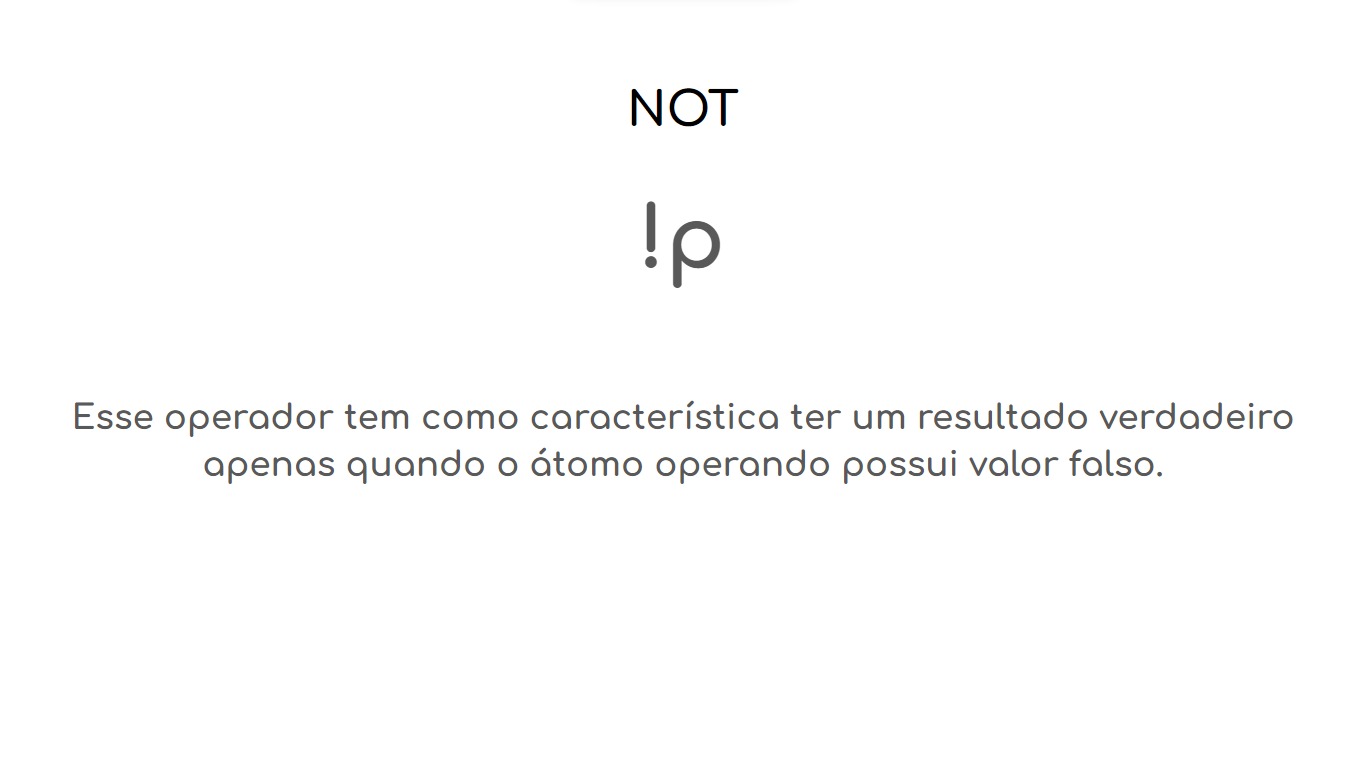 NOT
!p
Esse operador tem como característica ter um resultado verdadeiro
apenas quando o átomo operando possui valor falso.